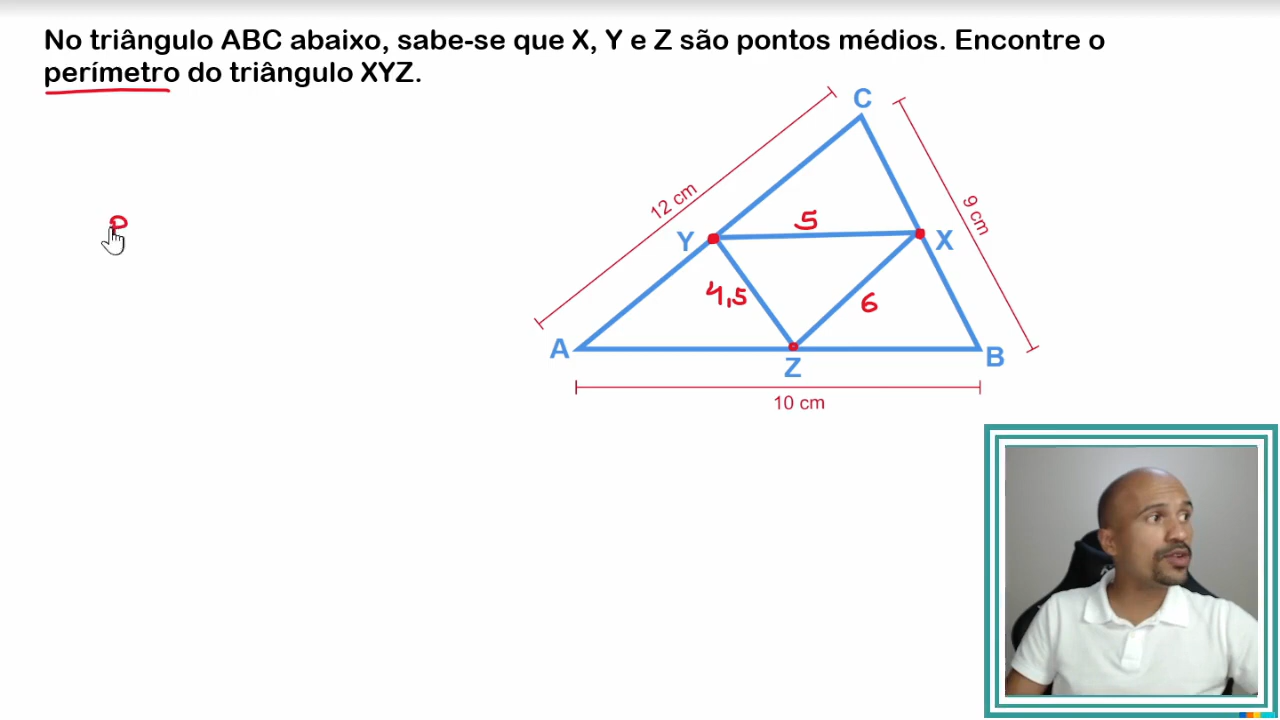 No triângulo ABC abaixo, sabe-se que X, Y e Z são pontos médios. Encontre o
perímetro do triângulo XYZ.
C
12 cm
9 cm
P
5
Y
X
4,5
6
A
B
Z
10 cm